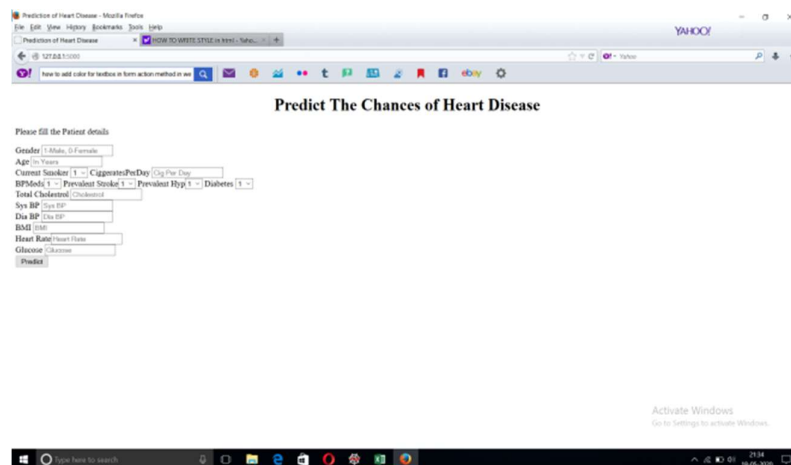 Prediction of Heart Disease - Mozilla Firefox
File Edit View History Bookmarks Tools Help
YAHOO!
Prediction of Heart Disease × HOW TO WRITE STYLE in html - Yaho... × +
127.0.0.1:5000
Yahoo
how to add color for textbox in form action method in we
ebay
Predict The Chances of Heart Disease
Please fill the Patient details
Gender 1-Male, 0-Female
Age In Years
Current Smoker 1 CiggeratesPerDay Cig Per Day
BPMeds 1 Prevalent Stroke 1 Prevalent Hyp 1 Diabetes 1
Total Cholestrol Cholestrol
Sys BP Sys BP
Dia BP Dia BP
BMI BMI
Heart Rate Heart Rate
Glucose Glucose
Predict
Activate Windows
Go to Settings to activate Windows.
Type here to search
21:34